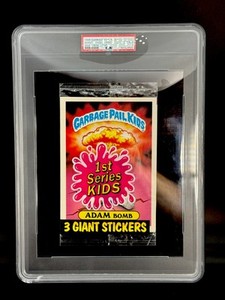 GARBAGE PAIL KIDS
1st
Series
KIDS
ADAM BOMB
3 GIANT STICKERS